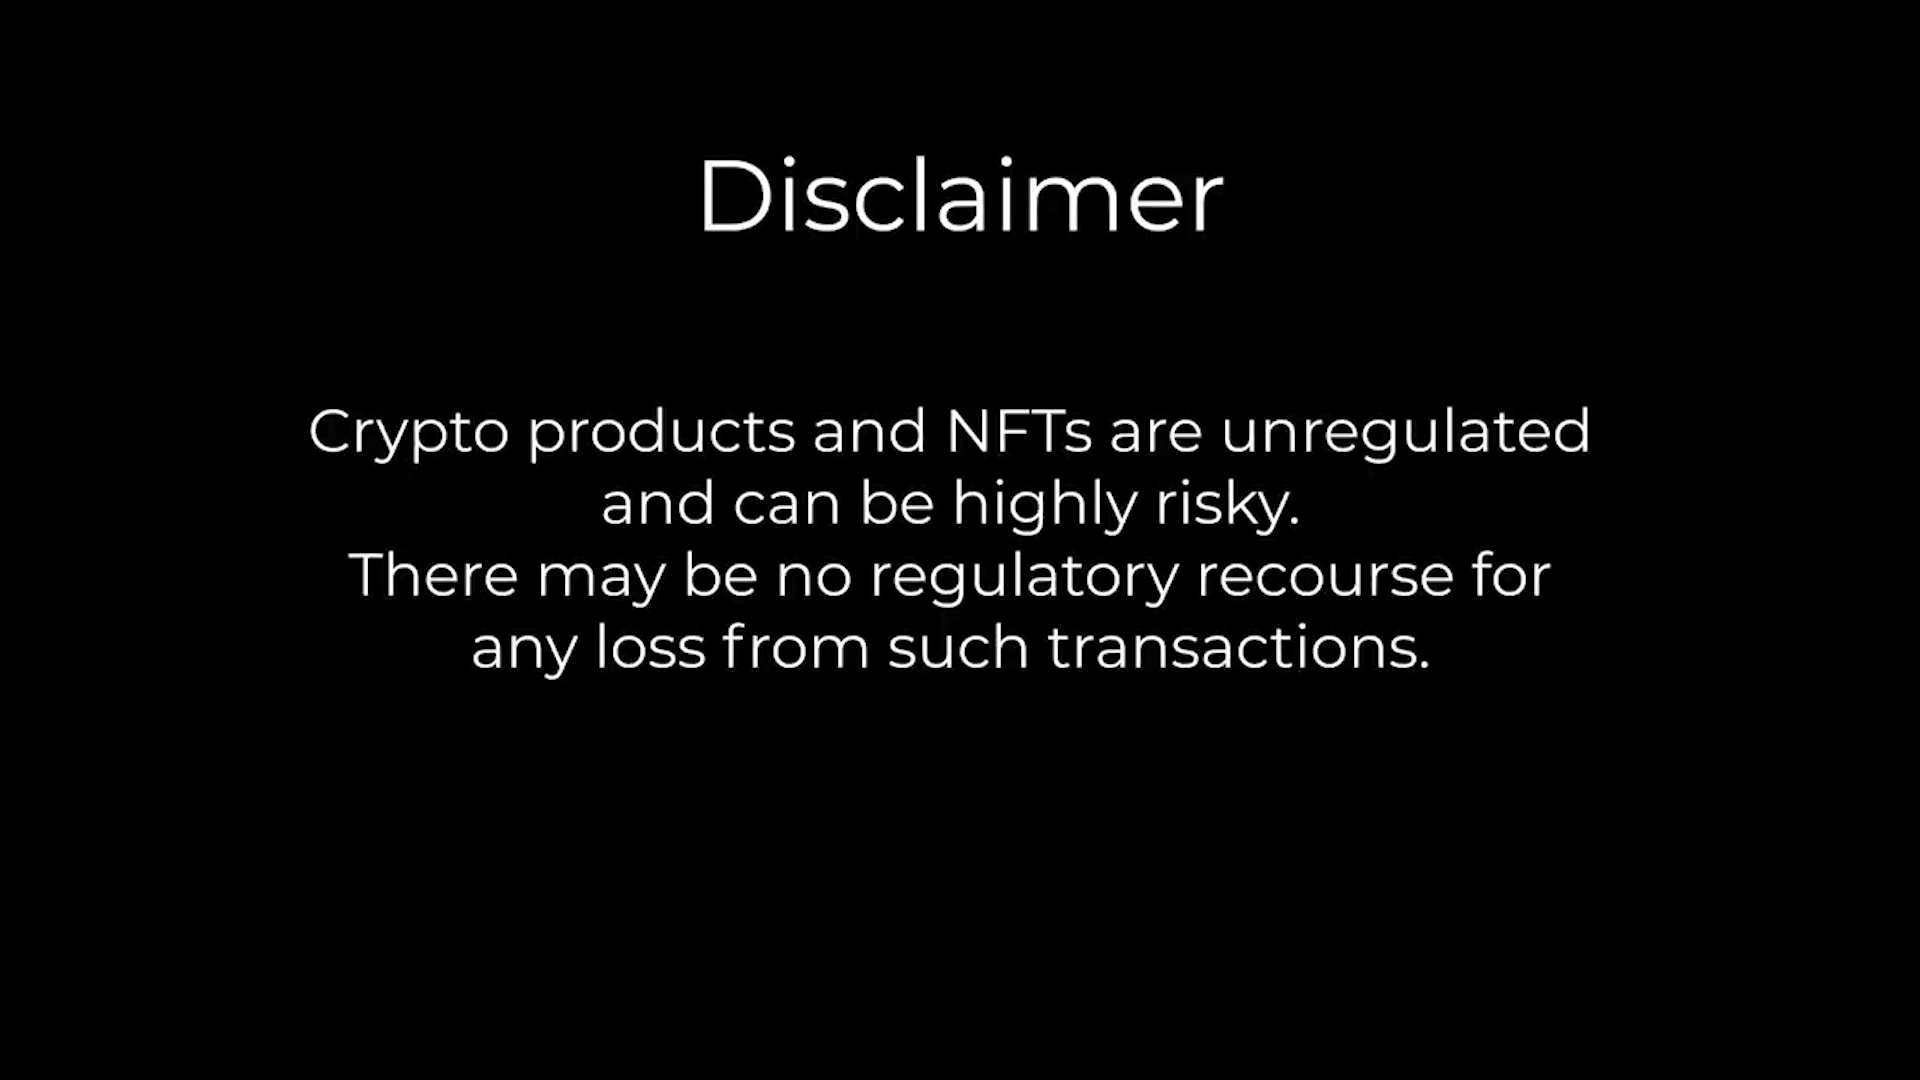 Disclaimer
Crypto products and NFTs are unregulated
and can be highly risky.
There may be no regulatory recourse for
any loss from such transactions.